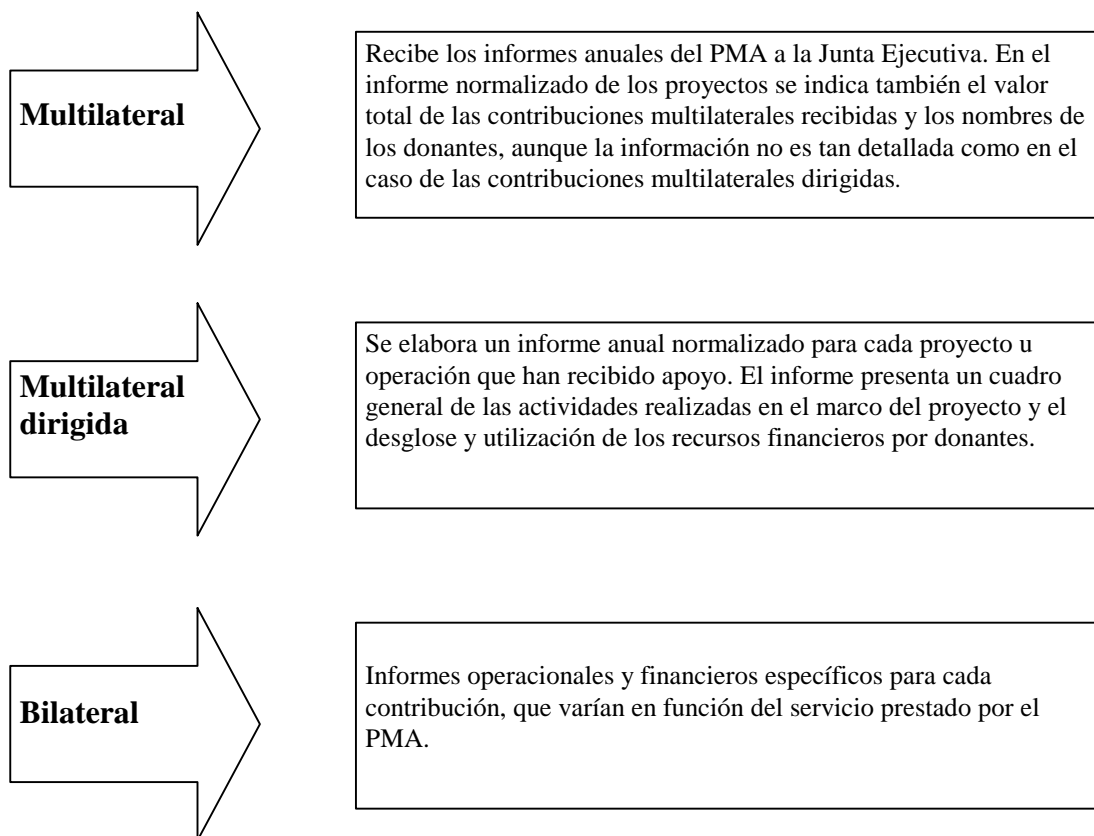 Multilateral
Recibe los informes anuales del PMA a la Junta Ejecutiva. En el
informe normalizado de los proyectos se indica también el valor
total de las contribuciones multilaterales recibidas y los nombres de
los donantes, aunque la información no es tan detallada como en el
caso de las contribuciones multilaterales dirigidas.
Multilateral
dirigida
Se elabora un informe anual normalizado para cada proyecto u
operación que han recibido apoyo. El informe presenta un cuadro
general de las actividades realizadas en el marco del proyecto y el
desglose y utilización de los recursos financieros por donantes.
Bilateral
Informes operacionales y financieros específicos para cada
contribución, que varían en función del servicio prestado por el
PMA.